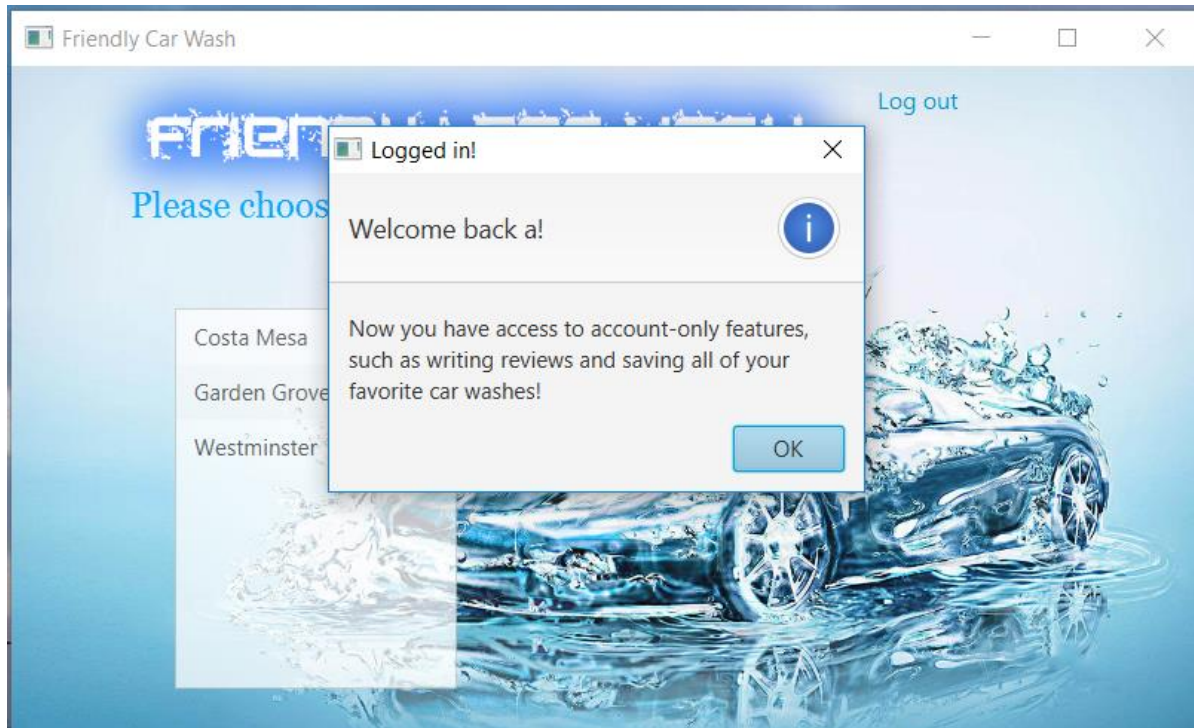 Friendly Car Wash
Log out
Logged in!
Please choos
Welcome back a!
Now you have access to account-only features,
such as writing reviews and saving all of your
favorite car washes!
OK
Costa Mesa
Garden Grove
Westminster